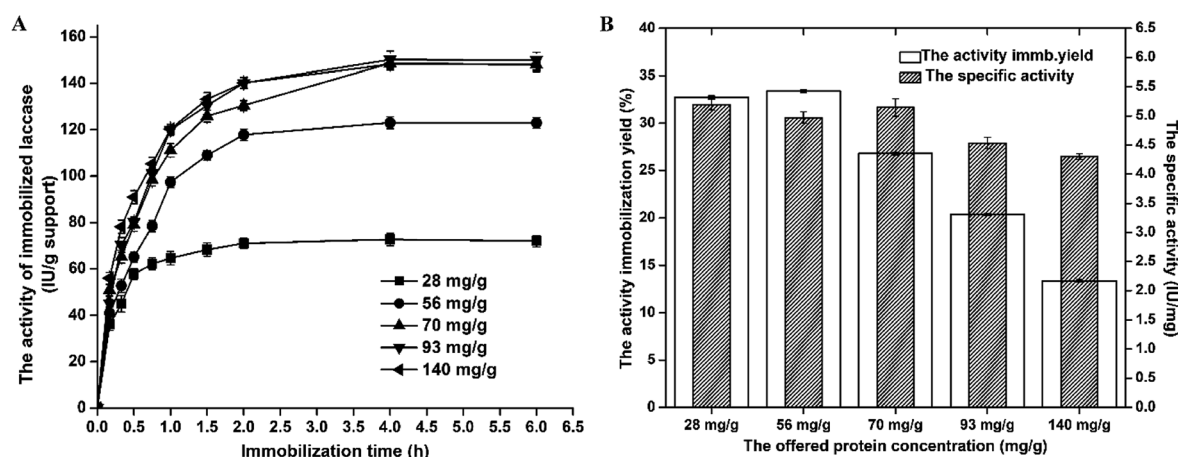 A
The activity of immobilized laccase
(IU/g support)
160
140
120
100
80
60
40
20
0
28 mg/g
56 mg/g
70 mg/g
93 mg/g
140 mg/g
0.0 0.5 1.0 1.5 2.0 2.5 3.0 3.5 4.0 4.5 5.0 5.5 6.0 6.5
Immobilization time (h)
B
The activity immobilization yield (%)
40
35
30
25
20
15
10
5
0
The activity immb.yield
The specific activity
6.5
6.0
5.5
5.0
4.5
4.0
3.5
3.0
2.5
2.0
1.5
1.0
0.5
0.0
The specific activity (IU/mg)
28 mg/g 56 mg/g 70 mg/g 93 mg/g 140 mg/g
The offered protein concentration (mg/g)